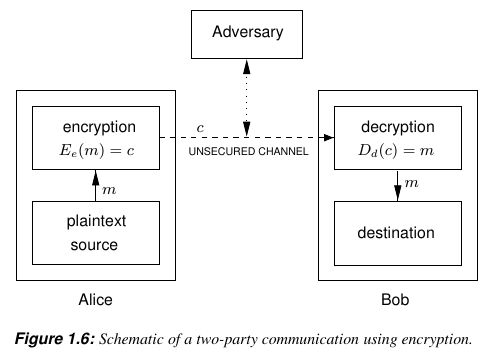 Adversary
encryption
E_e(m) = c
c
UNSECURED CHANNEL
decryption
D_d(c) = m
m
m
plaintext
source
destination
Alice
Bob
Figure 1.6: Schematic of a two-party communication using encryption.